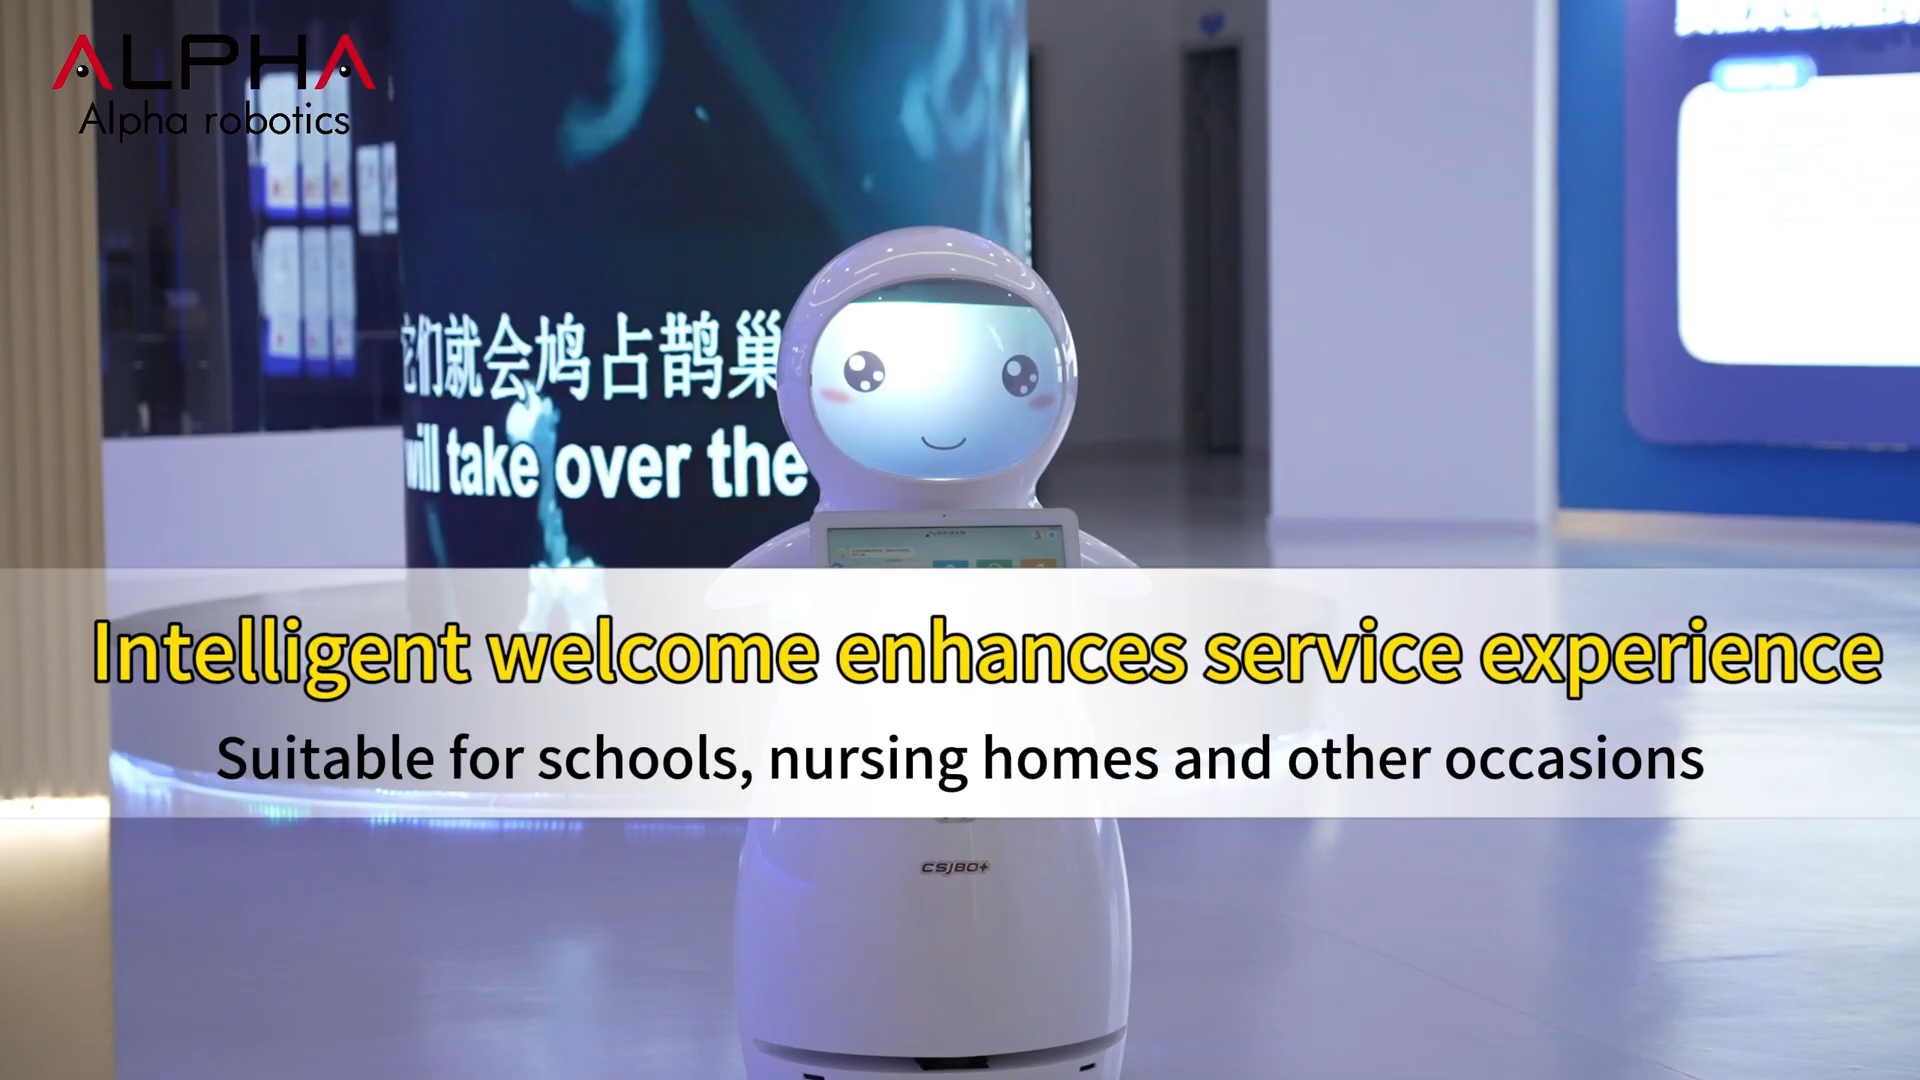 ALPHA
Alpha robotics
它们就会鸠占鹊巢
will take over the
Intelligent welcome enhances service experience
Suitable for schools, nursing homes and other occasions
CSJBO+